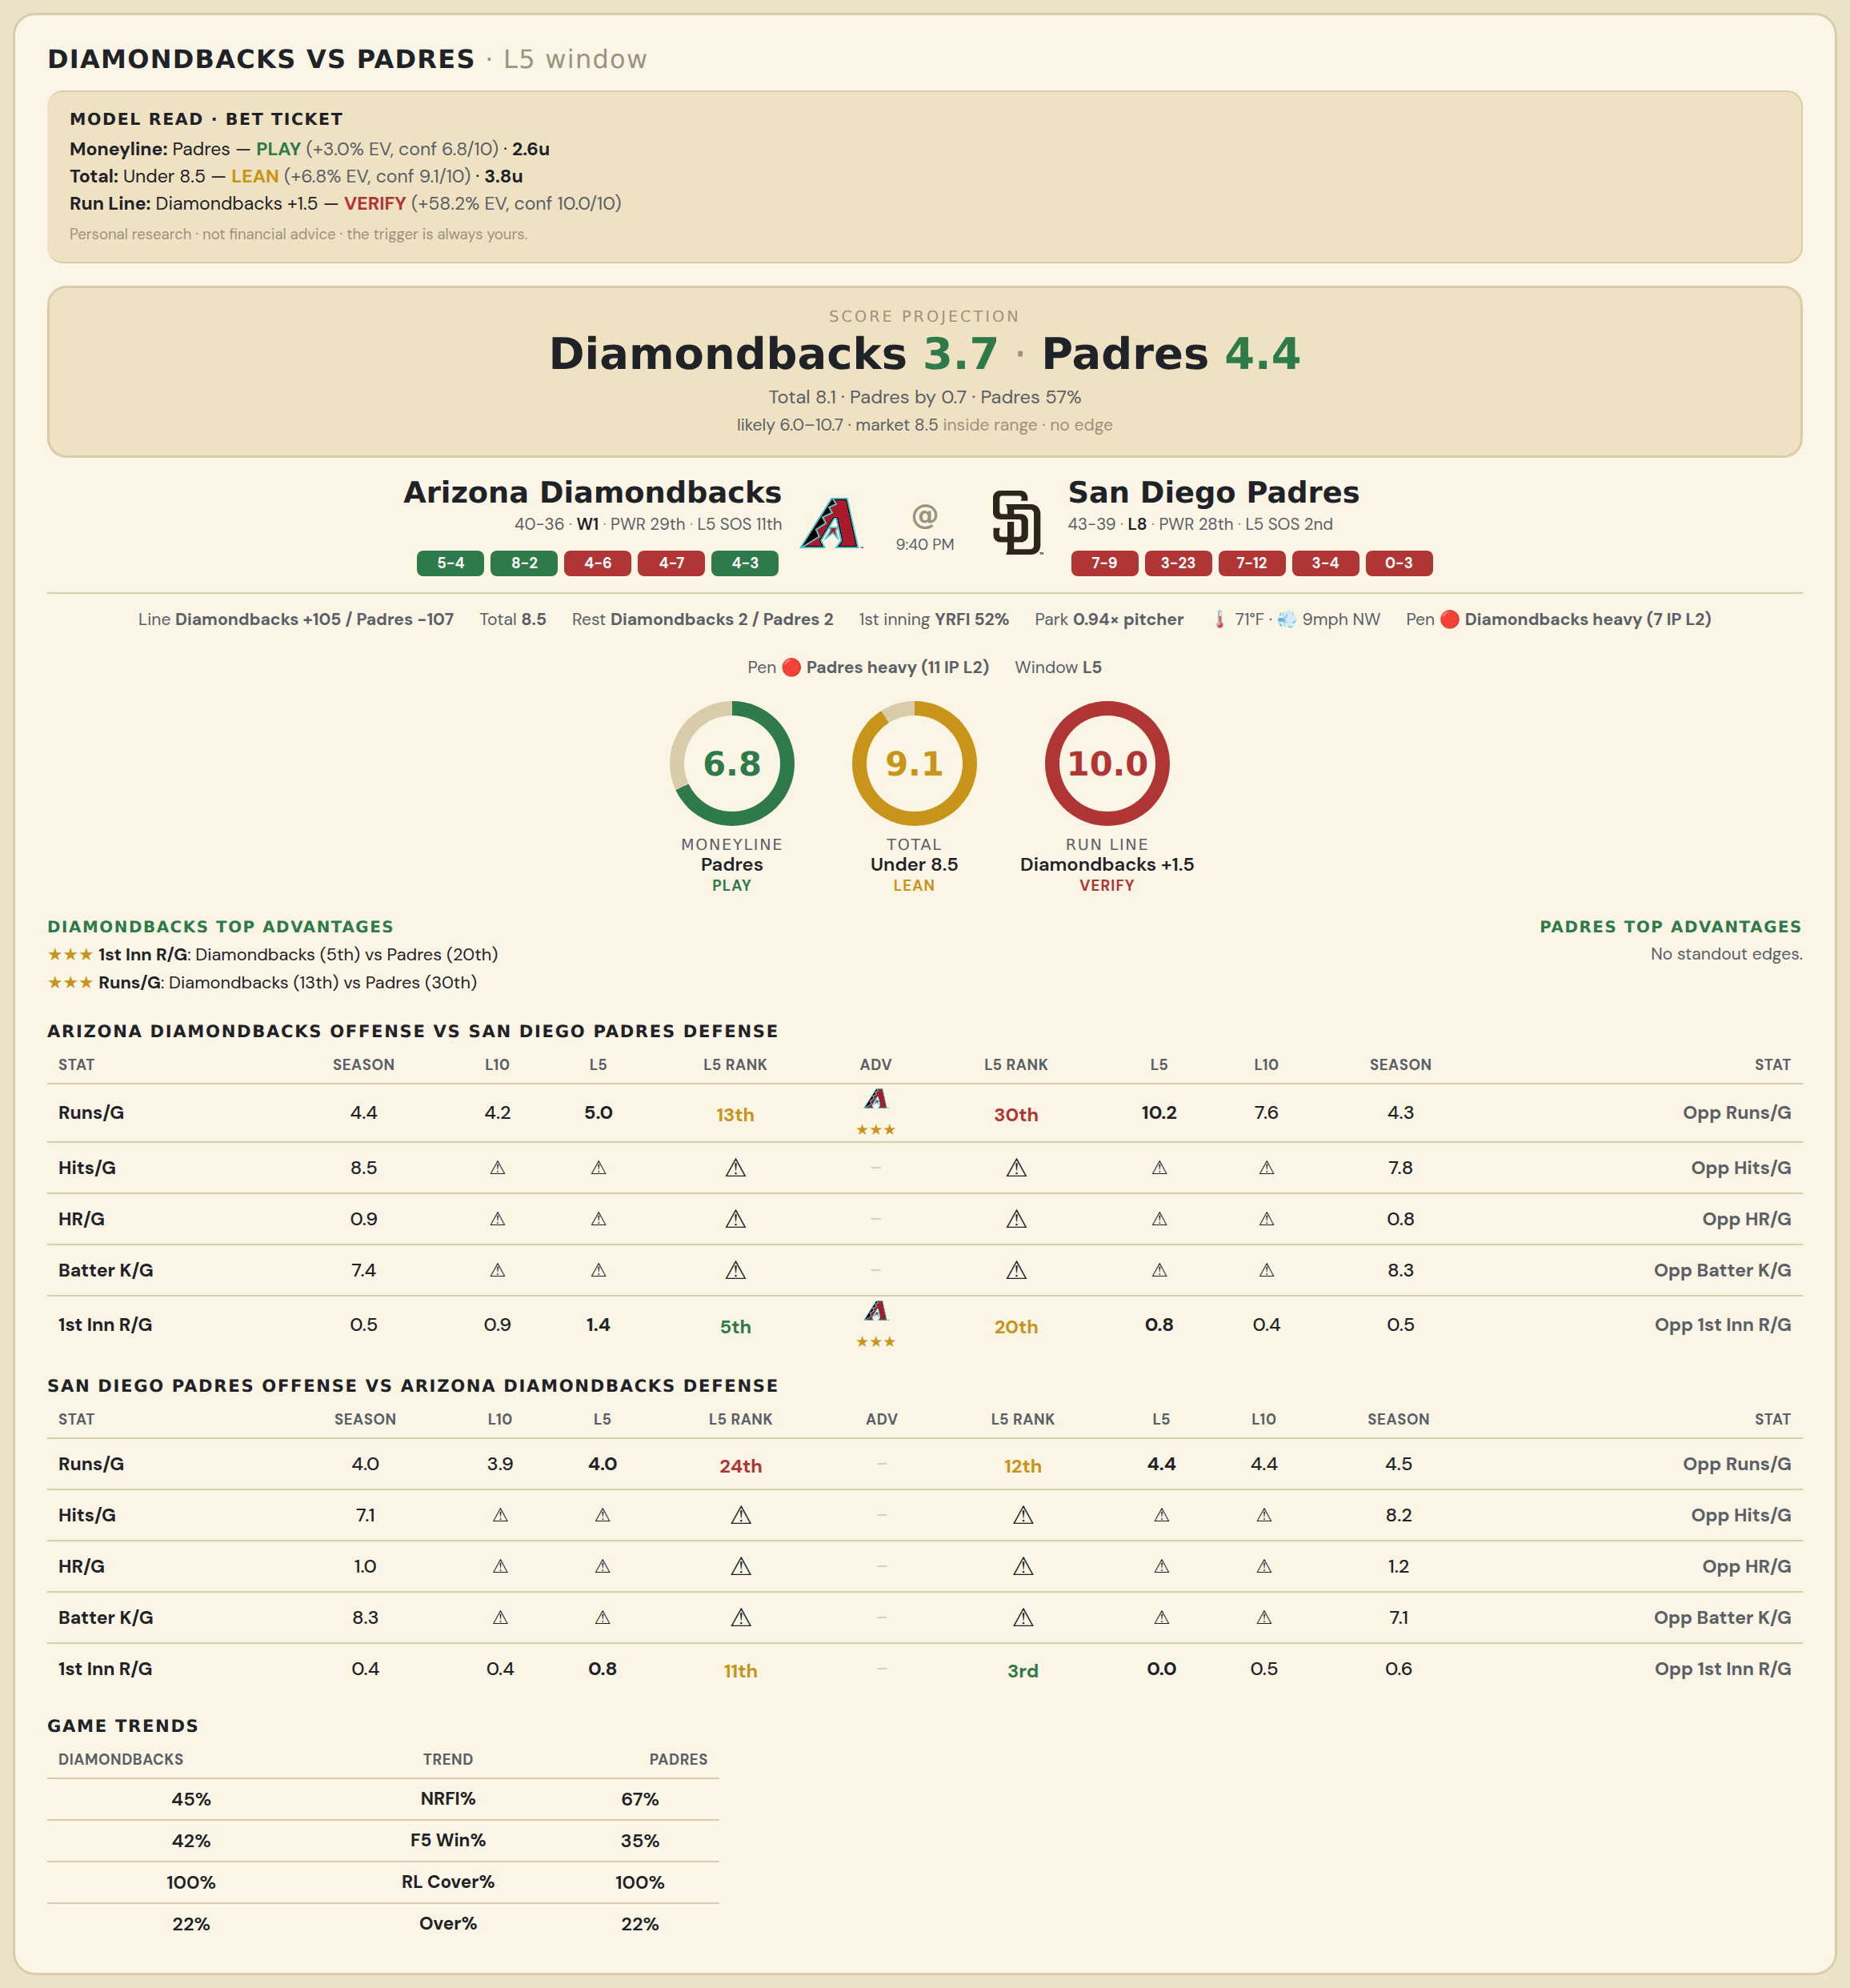 DIAMONDBACKS VS PADRES · L5 window
MODEL READ · BET TICKET
Moneyline: Padres — PLAY (+3.0% EV, conf 6.8/10) · 2.6u
Total: Under 8.5 — LEAN (+6.8% EV, conf 9.1/10) · 3.8u
Run Line: Diamondbacks +1.5 — VERIFY (+58.2% EV, conf 10.0/10)
Personal research · not financial advice · the trigger is always yours.
SCORE PROJECTION
Diamondbacks 3.7 · Padres 4.4
Total 8.1 · Padres by 0.7 · Padres 57%
likely 6.0–10.7 · market 8.5 inside range · no edge
Arizona Diamondbacks
40-36 · W1 · PWR 29th · L5 SOS 11th
5-4 8-2 4-6 4-7 4-3
@
9:40 PM
San Diego Padres
43-39 · L8 · PWR 28th · L5 SOS 2nd
7-9 3-23 7-12 3-4 0-3
Line Diamondbacks +105 / Padres -107 Total 8.5 Rest Diamondbacks 2 / Padres 2 1st inning YRFI 52% Park 0.94× pitcher 🌡️ 71°F · 💨 9mph NW Pen 🔴 Diamondbacks heavy (7 IP L2)
Pen 🔴 Padres heavy (11 IP L2) Window L5
6.8 9.1 10.0
MONEYLINE TOTAL RUN LINE
Padres Under 8.5 Diamondbacks +1.5
PLAY LEAN VERIFY
DIAMONDBACKS TOP ADVANTAGES
★★★ 1st Inn R/G: Diamondbacks (5th) vs Padres (20th)
★★★ Runs/G: Diamondbacks (13th) vs Padres (30th)
PADRES TOP ADVANTAGES
No standout edges.
ARIZONA DIAMONDBACKS OFFENSE VS SAN DIEGO PADRES DEFENSE
STAT SEASON L10 L5 L5 RANK ADV L5 RANK L5 L10 SEASON STAT
Runs/G 4.4 4.2 5.0 13th ★★★ 30th 10.2 7.6 4.3 Opp Runs/G
Hits/G 8.5 ⚠ ⚠ ⚠ – ⚠ ⚠ ⚠ 7.8 Opp Hits/G
HR/G 0.9 ⚠ ⚠ ⚠ – ⚠ ⚠ ⚠ 0.8 Opp HR/G
Batter K/G 7.4 ⚠ ⚠ ⚠ – ⚠ ⚠ ⚠ 8.3 Opp Batter K/G
1st Inn R/G 0.5 0.9 1.4 5th ★★★ 20th 0.8 0.4 0.5 Opp 1st Inn R/G
SAN DIEGO PADRES OFFENSE VS ARIZONA DIAMONDBACKS DEFENSE
STAT SEASON L10 L5 L5 RANK ADV L5 RANK L5 L10 SEASON STAT
Runs/G 4.0 3.9 4.0 24th – 12th 4.4 4.4 4.5 Opp Runs/G
Hits/G 7.1 ⚠ ⚠ ⚠ – ⚠ ⚠ ⚠ 8.2 Opp Hits/G
HR/G 1.0 ⚠ ⚠ ⚠ – ⚠ ⚠ ⚠ 1.2 Opp HR/G
Batter K/G 8.3 ⚠ ⚠ ⚠ – ⚠ ⚠ ⚠ 7.1 Opp Batter K/G
1st Inn R/G 0.4 0.4 0.8 11th – 3rd 0.0 0.5 0.6 Opp 1st Inn R/G
GAME TRENDS
DIAMONDBACKS TREND PADRES
45% NRFI% 67%
42% F5 Win% 35%
100% RL Cover% 100%
22% Over% 22%